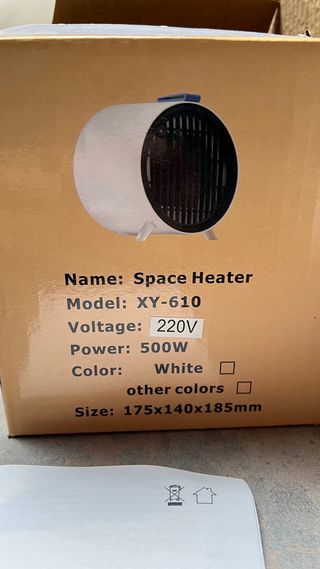 Name: Space Heater
Model: XY-610
Voltage: 220V
Power: 500W
Color: White
other colors
Size: 175x140x185mm